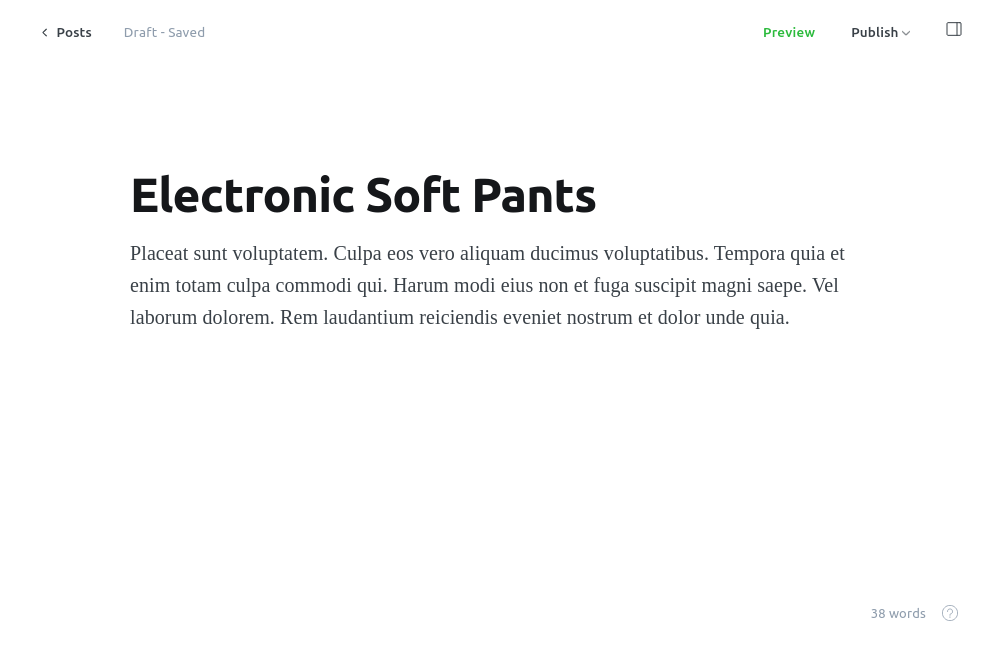 Posts
Draft - Saved
Preview
Publish
Electronic Soft Pants
Placeat sunt voluptatem. Culpa eos vero aliquam ducimus voluptatibus. Tempora quia et
enim totam culpa commodi qui. Harum modi eius non et fuga suscipit magni saepe. Vel
laborum dolorem. Rem laudantium reiciendis eveniet nostrum et dolor unde quia.
38 words
?